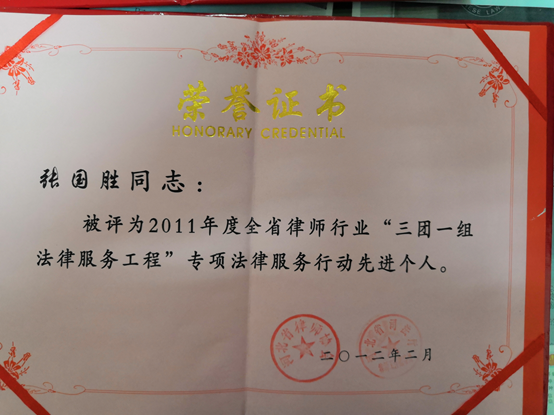 荣誉证书
HONORARY CREDENTIAL
张国胜同志：
被评为2011年度全省律师行业“三团一组
法律服务工程”专项法律服务行动先进个人。
二〇一二年二月